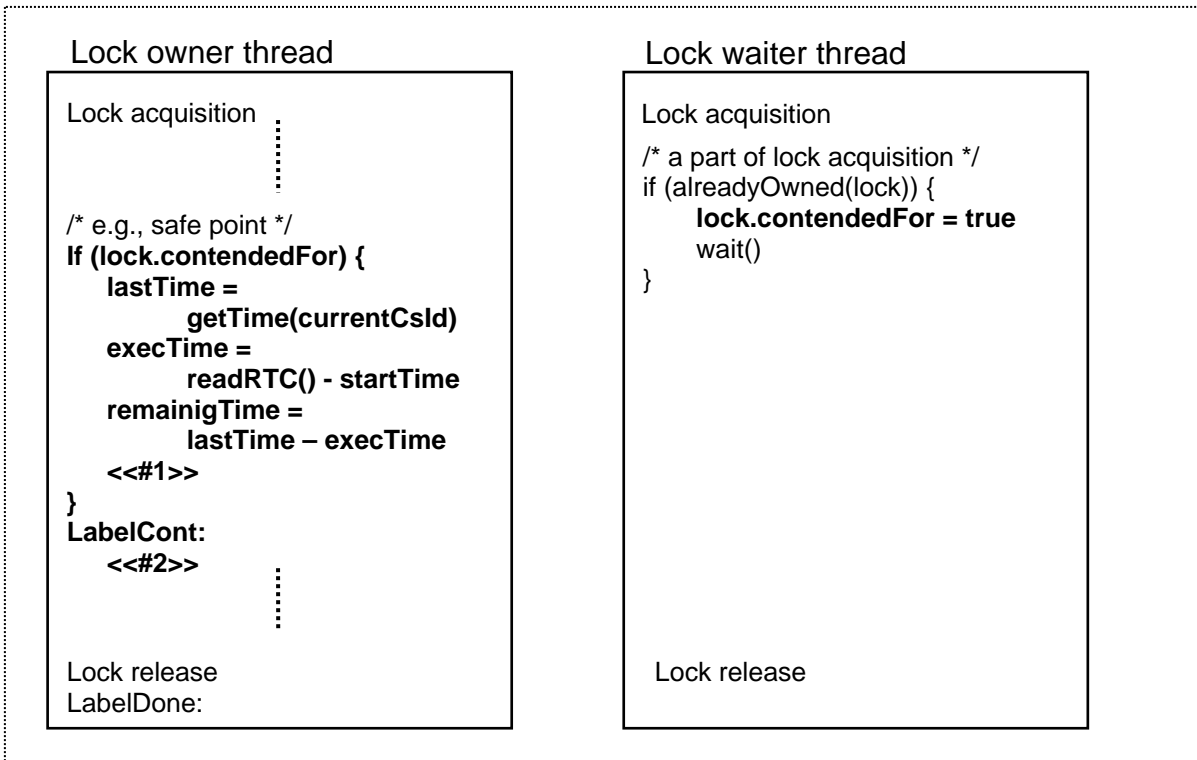 Lock owner thread
Lock acquisition
/* e.g., safe point */
If (lock.contendedFor) {
lastTime =
getTime(currentCsId)
execTime =
readRTC() - startTime
remainigTime =
lastTime – execTime
<<#1>>
}
LabelCont:
<<#2>>
Lock release
LabelDone:
Lock waiter thread
Lock acquisition
/* a part of lock acquisition */
if (alreadyOwned(lock)) {
lock.contendedFor = true
wait()
}
Lock release